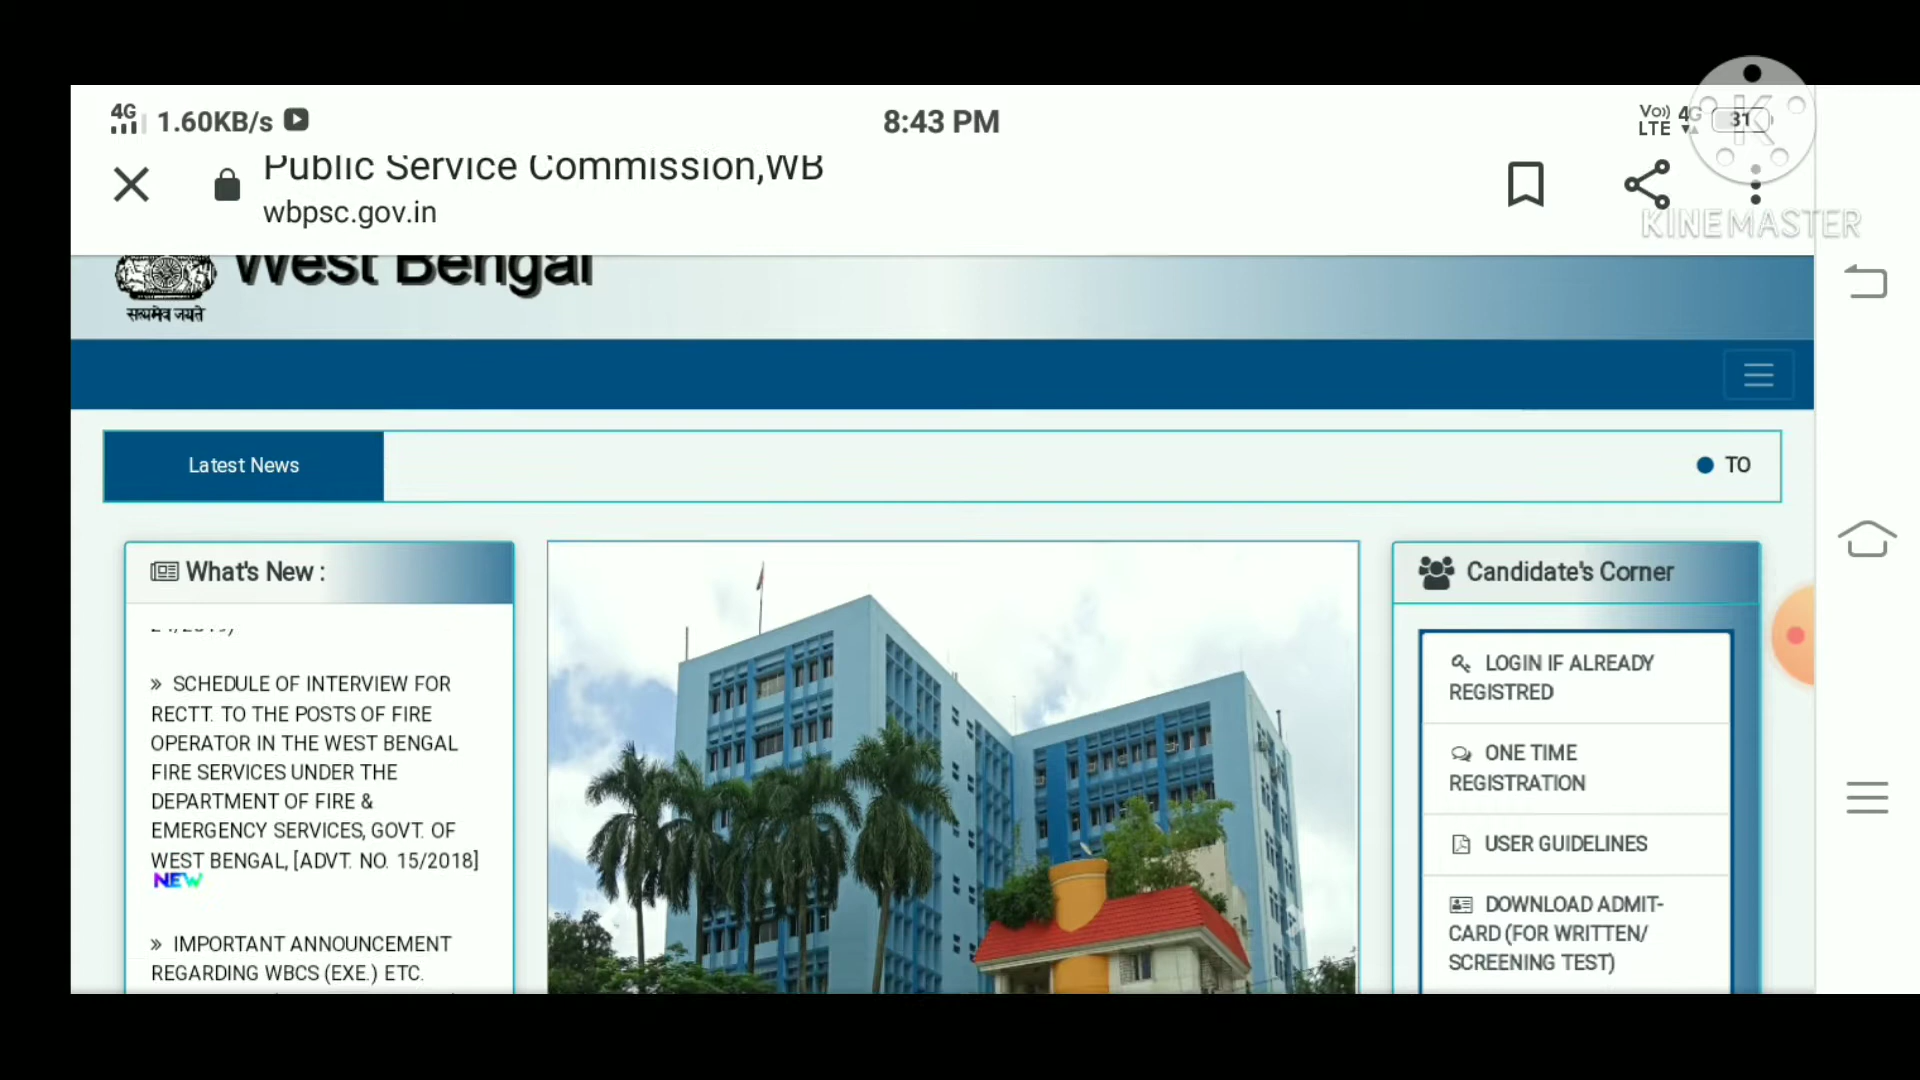 4G 1.60KB/s 8:43 PM Vo)) LTE 4G 31
Public Service Commission,WB
wbpsc.gov.in
KINEMASTER
West Bengal
सत्यमेव जयते
Latest News
TO
What's New :
» SCHEDULE OF INTERVIEW FOR
RECTT. TO THE POSTS OF FIRE
OPERATOR IN THE WEST BENGAL
FIRE SERVICES UNDER THE
DEPARTMENT OF FIRE &
EMERGENCY SERVICES, GOVT. OF
WEST BENGAL, [ADVT. NO. 15/2018]
NEW
» IMPORTANT ANNOUNCEMENT
REGARDING WBCS (EXE.) ETC.
Candidate's Corner
LOGIN IF ALREADY
REGISTRED
ONE TIME
REGISTRATION
USER GUIDELINES
DOWNLOAD ADMIT-
CARD (FOR WRITTEN/
SCREENING TEST)